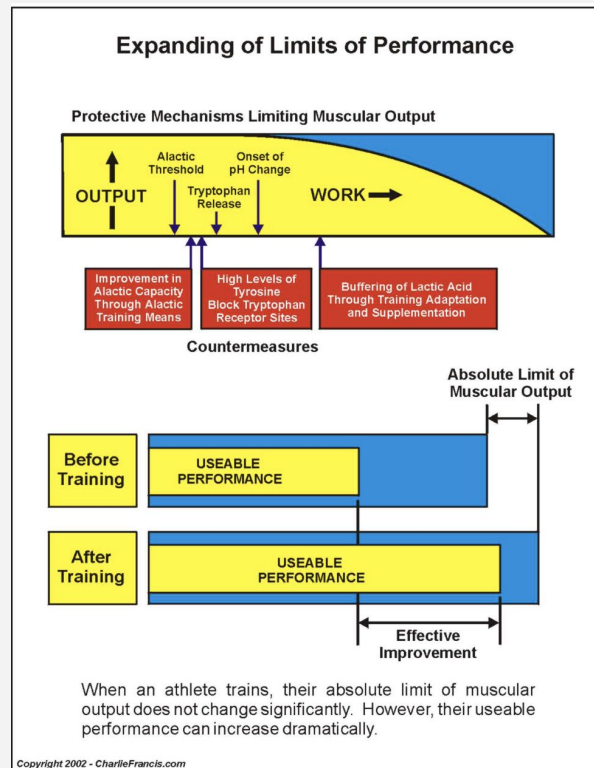 Expanding of Limits of Performance
Protective Mechanisms Limiting Muscular Output
OUTPUT
Alactic
Threshold
Tryptophan
Release
Onset of
pH Change
WORK
Improvement in
Alactic Capacity
Through Alactic
Training Means
High Levels of
Tyrosine
Block Tryptophan
Receptor Sites
Buffering of Lactic Acid
Through Training Adaptation
and Supplementation
Countermeasures
Absolute Limit of
Muscular Output
Before
Training
USEABLE
PERFORMANCE
After
Training
USEABLE
PERFORMANCE
Effective
Improvement
When an athlete trains, their absolute limit of muscular
output does not change significantly. However, their useable
performance can increase dramatically.
Copyright 2002 - CharlieFrancis.com